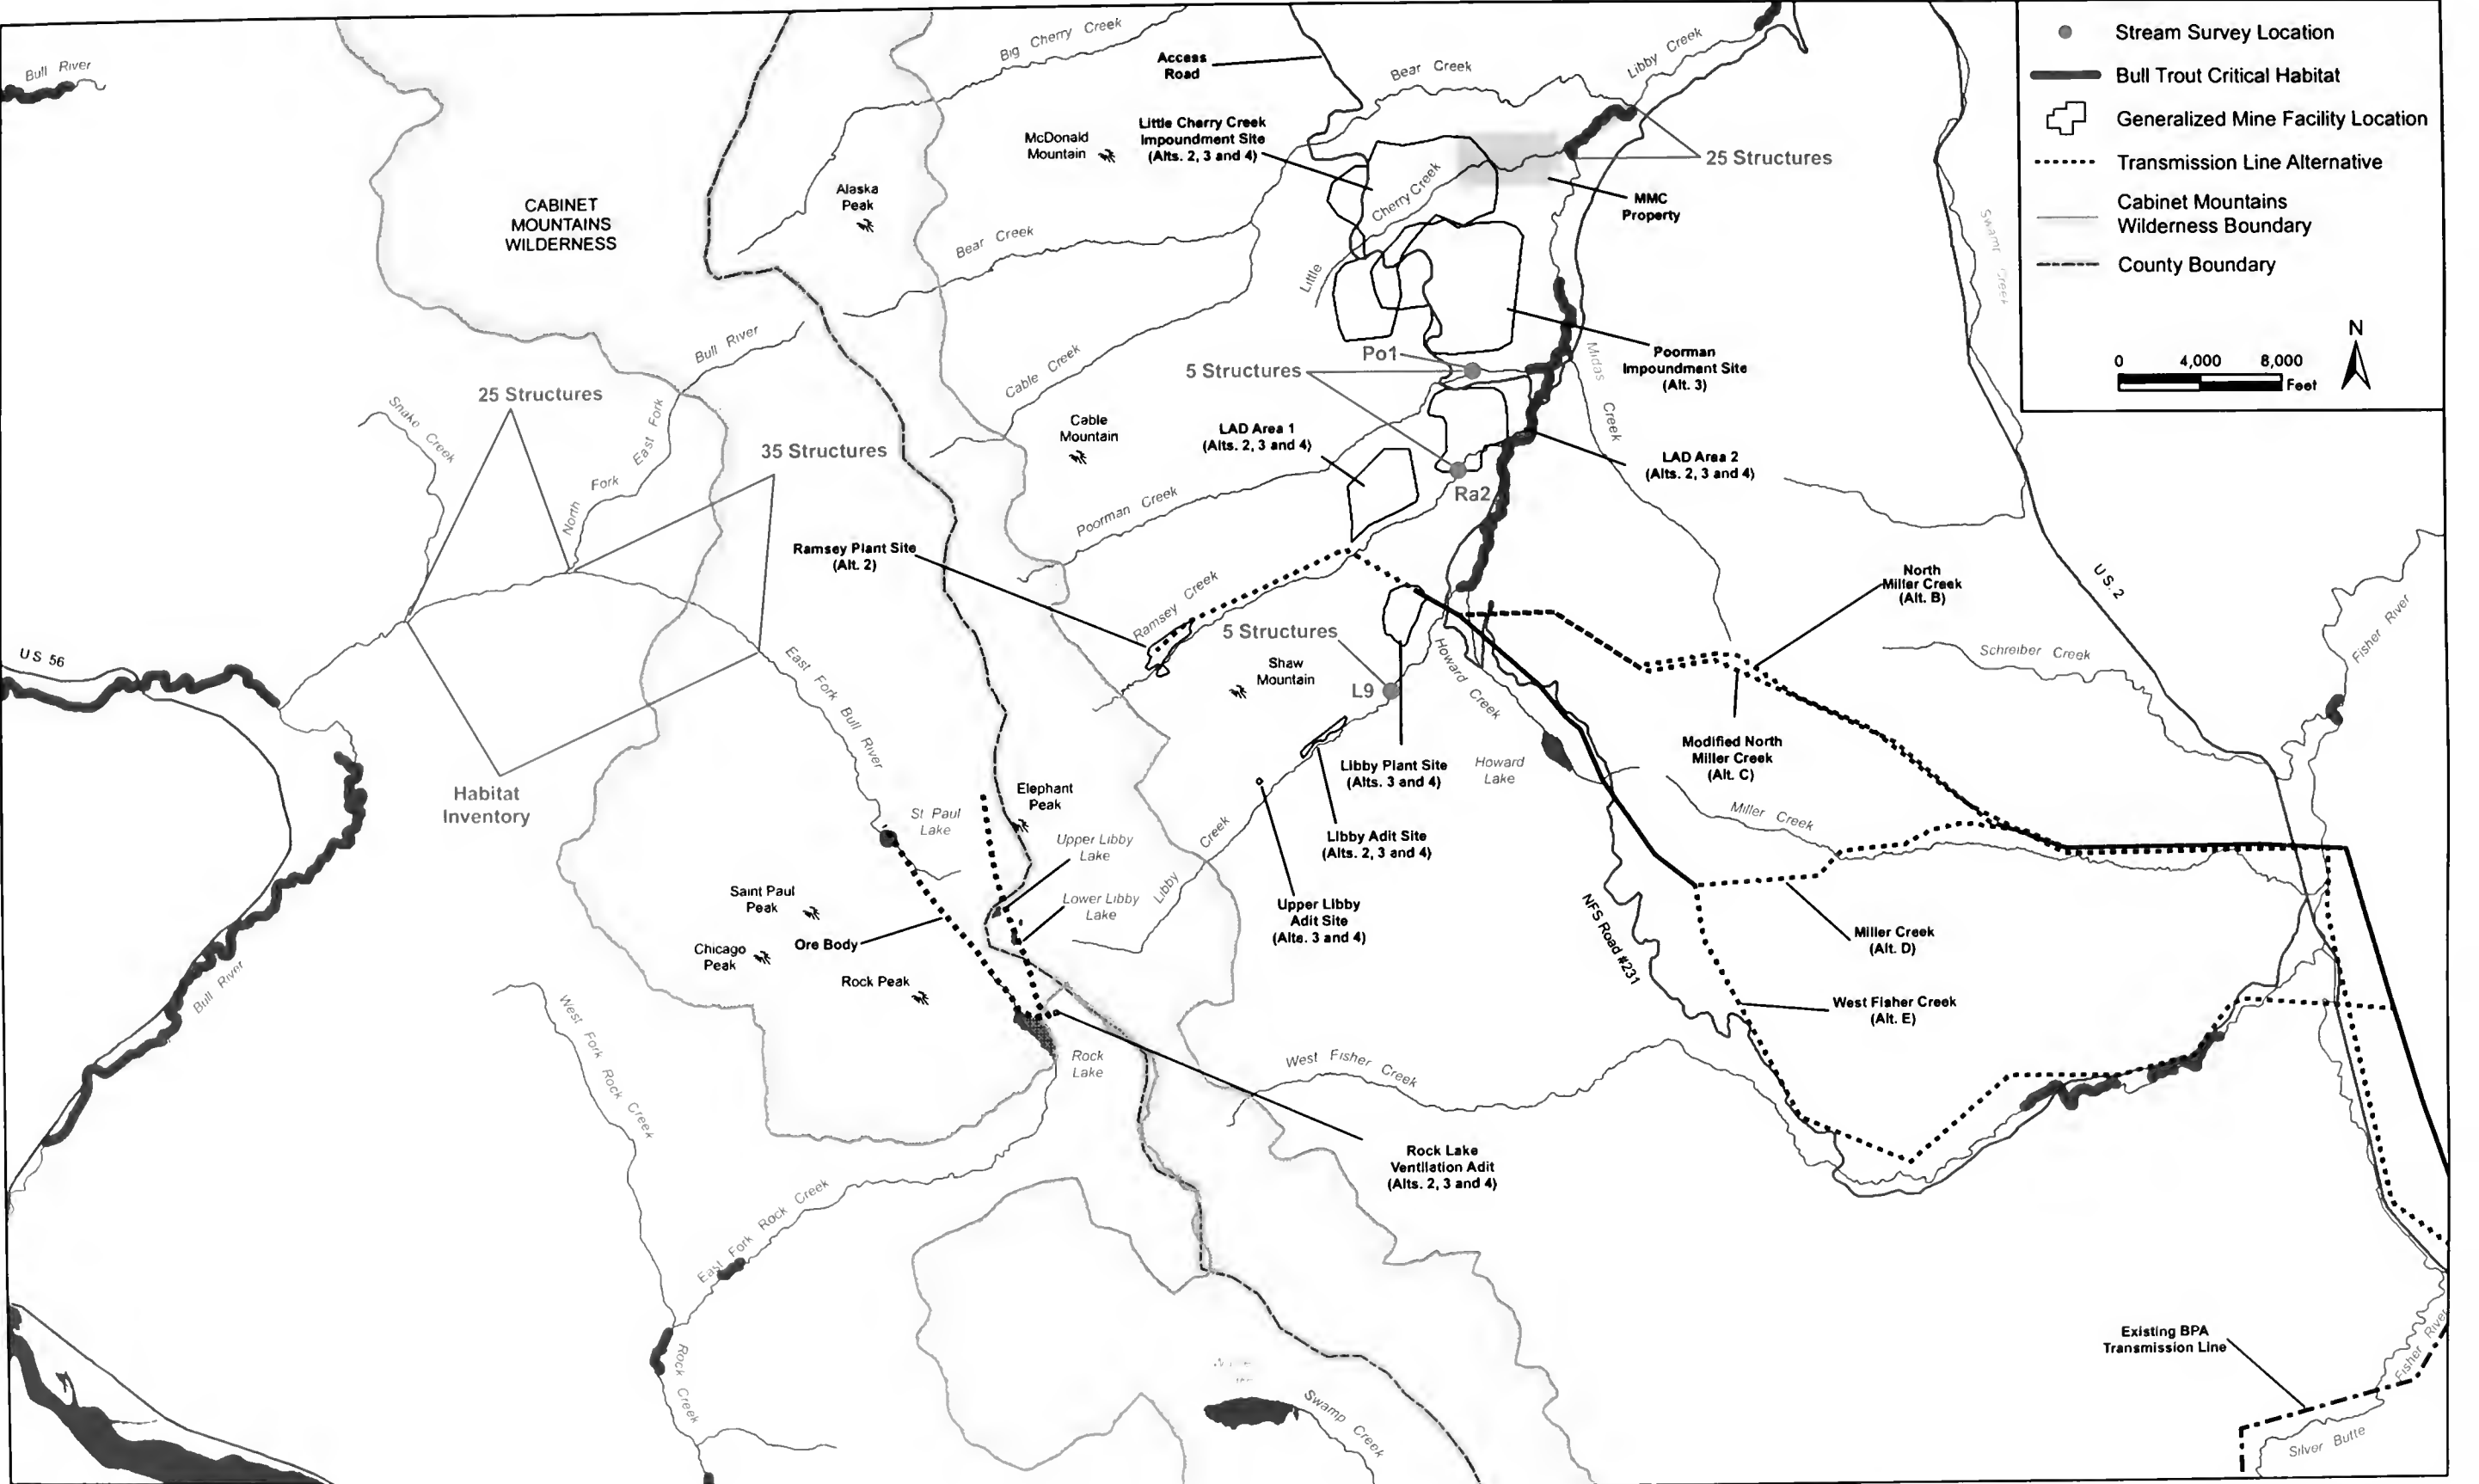 Stream Survey Location
Bull Trout Critical Habitat
Generalized Mine Facility Location
Transmission Line Alternative
Cabinet Mountains
Wilderness Boundary
County Boundary
N
0 4,000 8,000
Feet
Bull River
Big Cherry Creek
Access
Road
Bear Creek
Libby Creek
Little Cherry Creek
Impoundment Site
(Alts. 2, 3 and 4)
McDonald
Mountain
25 Structures
Cherry Creek
Little
MMC
Property
Alaska
Peak
CABINET
MOUNTAINS
WILDERNESS
Bear Creek
Swamp Creek
Bull River
East Fork
North Fork
Cable Creek
Po1
5 Structures
Poorman
Impoundment Site
(Alt. 3)
Midas Creek
25 Structures
Snake Creek
35 Structures
Cable
Mountain
LAD Area 1
(Alts. 2, 3 and 4)
LAD Area 2
(Alts. 2, 3 and 4)
Ra2
Poorman Creek
Ramsey Plant Site
(Alt. 2)
Ramsey Creek
North
Miller Creek
(Alt. B)
U.S. 2
Fisher River
5 Structures
Shaw
Mountain
L9
Howard Creek
Schreiber Creek
US 56
East Fork Bull River
Modified North
Miller Creek
(Alt. C)
Libby Plant Site
(Alts. 3 and 4)
Howard
Lake
Habitat
Inventory
St Paul
Lake
Elephant
Peak
Upper Libby
Lake
Libby Creek
Libby Adit Site
(Alts. 2, 3 and 4)
Miller Creek
Saint Paul
Peak
Lower Libby
Lake
Upper Libby
Adit Site
(Alts. 3 and 4)
NFS Road #231
Miller Creek
(Alt. D)
Ore Body
Chicago
Peak
Rock Peak
Bull River
West Fisher Creek
(Alt. E)
West Fork Rock Creek
Rock
Lake
West Fisher Creek
Rock Lake
Ventilation Adit
(Alts. 2, 3 and 4)
East Fork Rock Creek
Existing BPA
Transmission Line
Rock Creek
Swamp Creek
Fisher River
Silver Butte